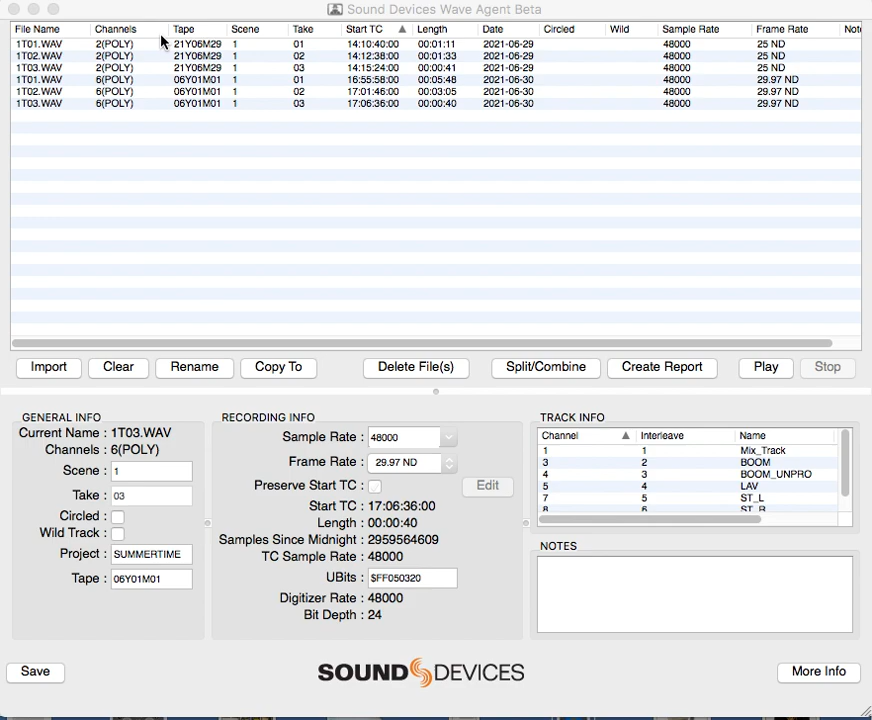 Sound Devices Wave Agent Beta
File Name Channels Tape Scene Take Start TC Length Date Circled Wild Sample Rate Frame Rate Note
1T01.WAV 2(POLY) 21Y06M29 1 01 14:10:40:00 00:01:11 2021-06-29 48000 25 ND
1T02.WAV 2(POLY) 21Y06M29 1 02 14:12:38:00 00:01:33 2021-06-29 48000 25 ND
1T03.WAV 2(POLY) 21Y06M29 1 03 14:15:24:00 00:00:41 2021-06-29 48000 25 ND
1T01.WAV 6(POLY) 06Y01M01 1 01 16:55:58:00 00:05:48 2021-06-30 48000 29.97 ND
1T02.WAV 6(POLY) 06Y01M01 1 02 17:01:46:00 00:03:05 2021-06-30 48000 29.97 ND
1T03.WAV 6(POLY) 06Y01M01 1 03 17:06:36:00 00:00:40 2021-06-30 48000 29.97 ND
Import Clear Rename Copy To Delete File(s) Split/Combine Create Report Play Stop
GENERAL INFO
Current Name : 1T03.WAV
Channels : 6(POLY)
Scene : 1
Take : 03
Circled :
Wild Track :
Project : SUMMERTIME
Tape : 06Y01M01
RECORDING INFO
Sample Rate : 48000
Frame Rate : 29.97 ND
Preserve Start TC : Edit
Start TC : 17:06:36:00
Length : 00:00:40
Samples Since Midnight : 2959564609
TC Sample Rate : 48000
UBits : $FF050320
Digitizer Rate : 48000
Bit Depth : 24
TRACK INFO
Channel Interleave Name
1 1 Mix_Track
3 2 BOOM
4 3 BOOM_UNPRO
5 4 LAV
7 5 ST_L
8 6 ST_R
NOTES
Save SOUND DEVICES More Info